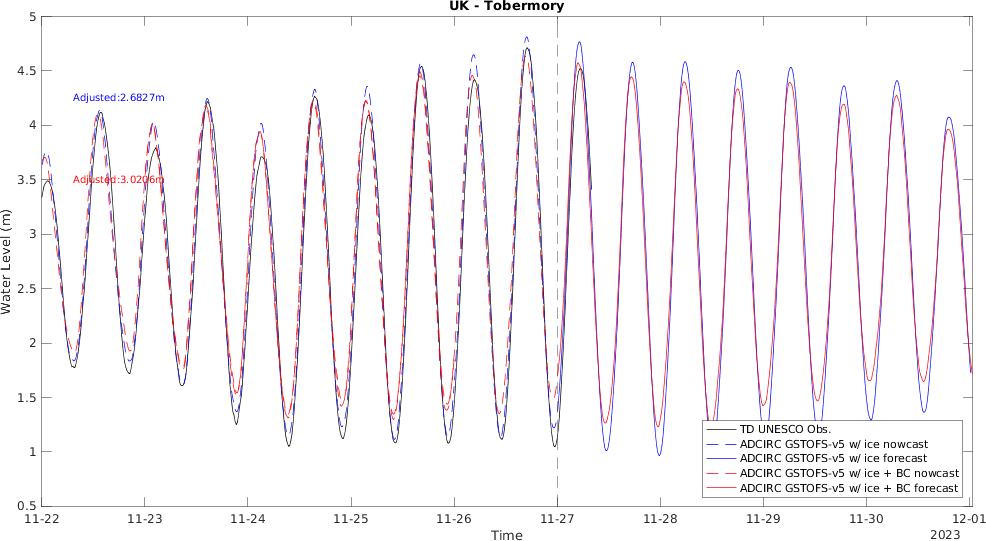 UK - Tobermory
Water Level (m)
5
4.5
4
3.5
3
2.5
2
1.5
1
0.5
Adjusted:2.6827m
Adjusted:3.0206m
TD UNESCO Obs.
ADCIRC GSTOFS-v5 w/ ice nowcast
ADCIRC GSTOFS-v5 w/ ice forecast
ADCIRC GSTOFS-v5 w/ ice + BC nowcast
ADCIRC GSTOFS-v5 w/ ice + BC forecast
11-22 11-23 11-24 11-25 11-26 11-27 11-28 11-29 11-30 12-01
Time
2023